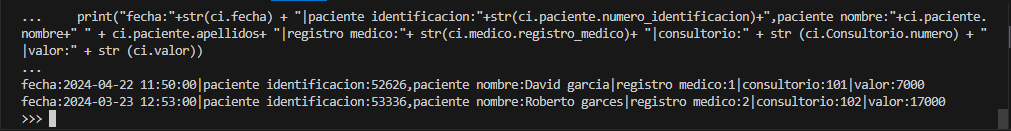 ...     print("fecha:"+str(ci.fecha) + "|paciente identificacion:"+str(ci.paciente.numero_identificacion)+",paciente nombre:"+ci.paciente.
nombre+" " + ci.paciente.apellidos+ "|registro medico:"+ str(ci.medico.registro_medico)+ "|consultorio:" + str (ci.Consultorio.numero) + "
|valor:" + str (ci.valor))
...
fecha:2024-04-22 11:50:00|paciente identificacion:52626,paciente nombre:David garcia|registro medico:1|consultorio:101|valor:7000
fecha:2024-03-23 12:53:00|paciente identificacion:53336,paciente nombre:Roberto garces|registro medico:2|consultorio:102|valor:17000
>>>